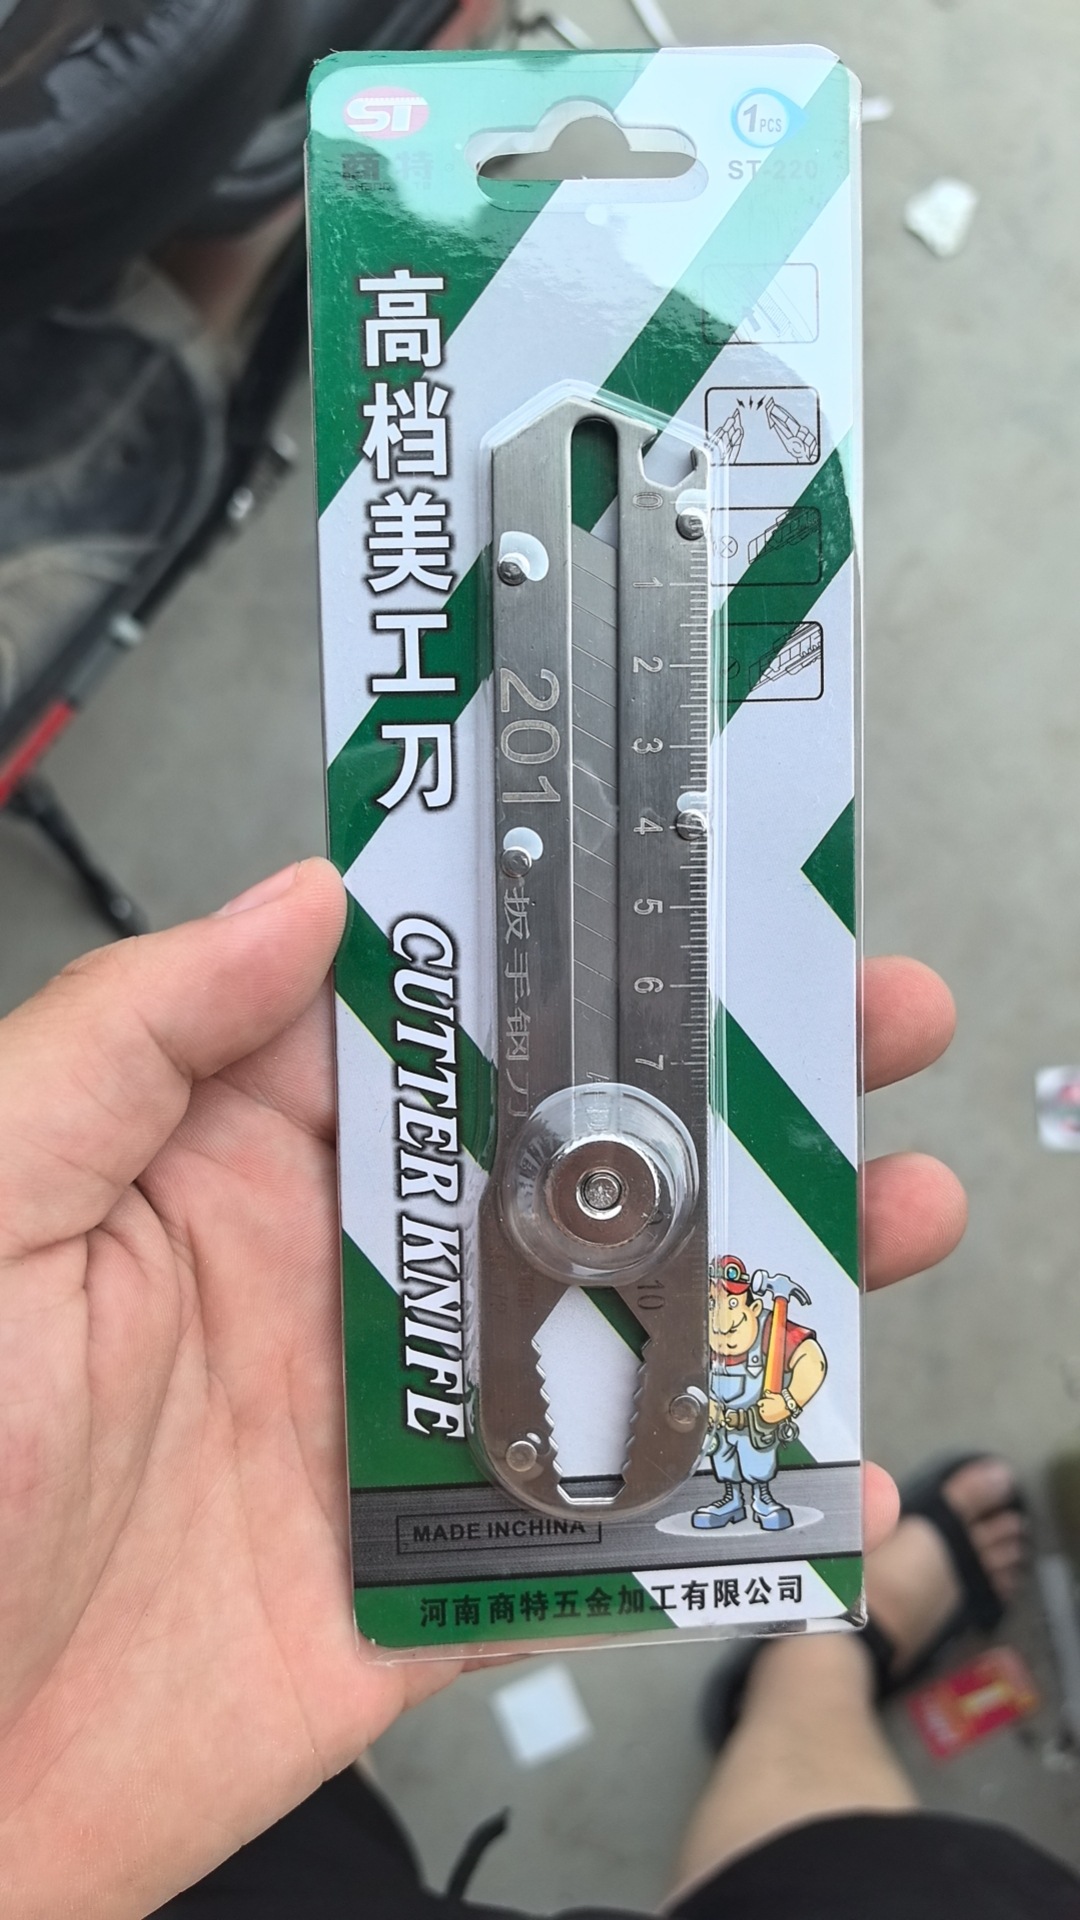 ST
商特
1PCS
ST-220
高档美工刀
CUTTER KNIFE
201
扳手钢刀
0
1
2
3
4
5
6
7
10
MADE INCHINA
河南商特五金加工有限公司